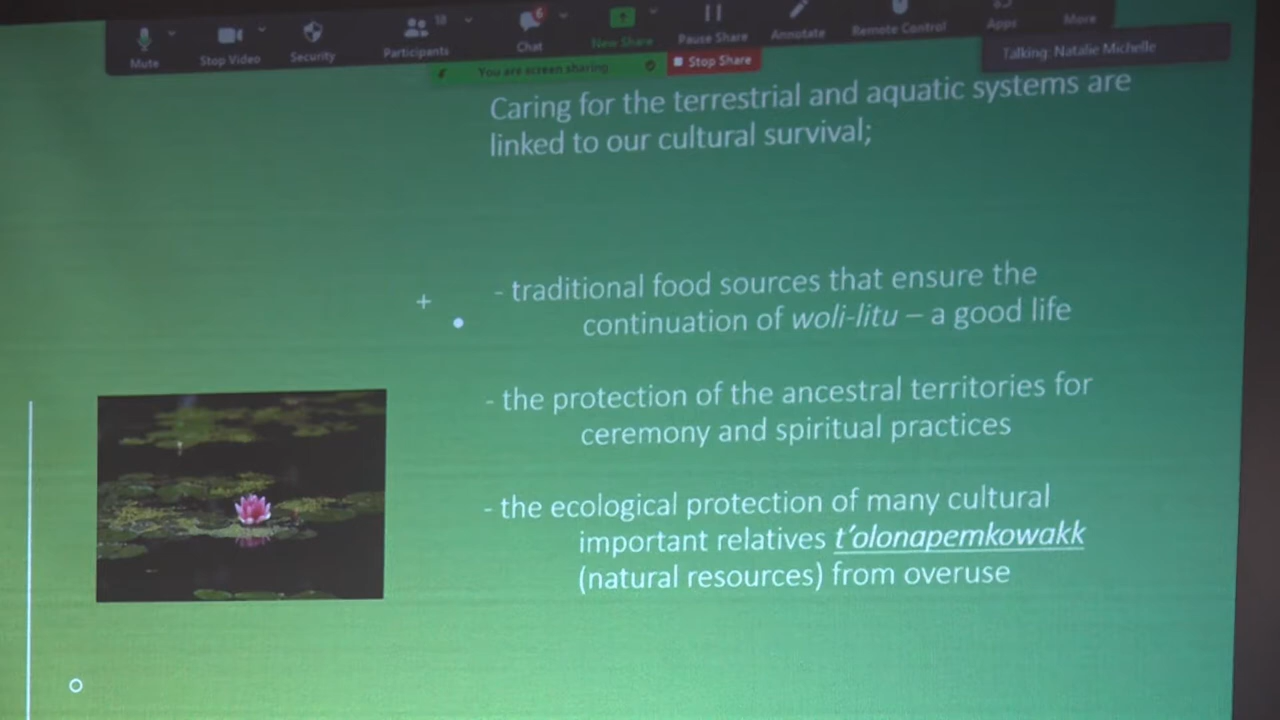 Mute
Stop Video
Security
Participants
18
Chat
6
New Share
Pause Share
Annotate
Remote Control
Apps
More
You are screen sharing
Stop Share
Talking: Natalie Michelle
Caring for the terrestrial and aquatic systems are
linked to our cultural survival;
- traditional food sources that ensure the
continuation of woli-litu – a good life
- the protection of the ancestral territories for
ceremony and spiritual practices
- the ecological protection of many cultural
important relatives t’olonapemkowakk
(natural resources) from overuse